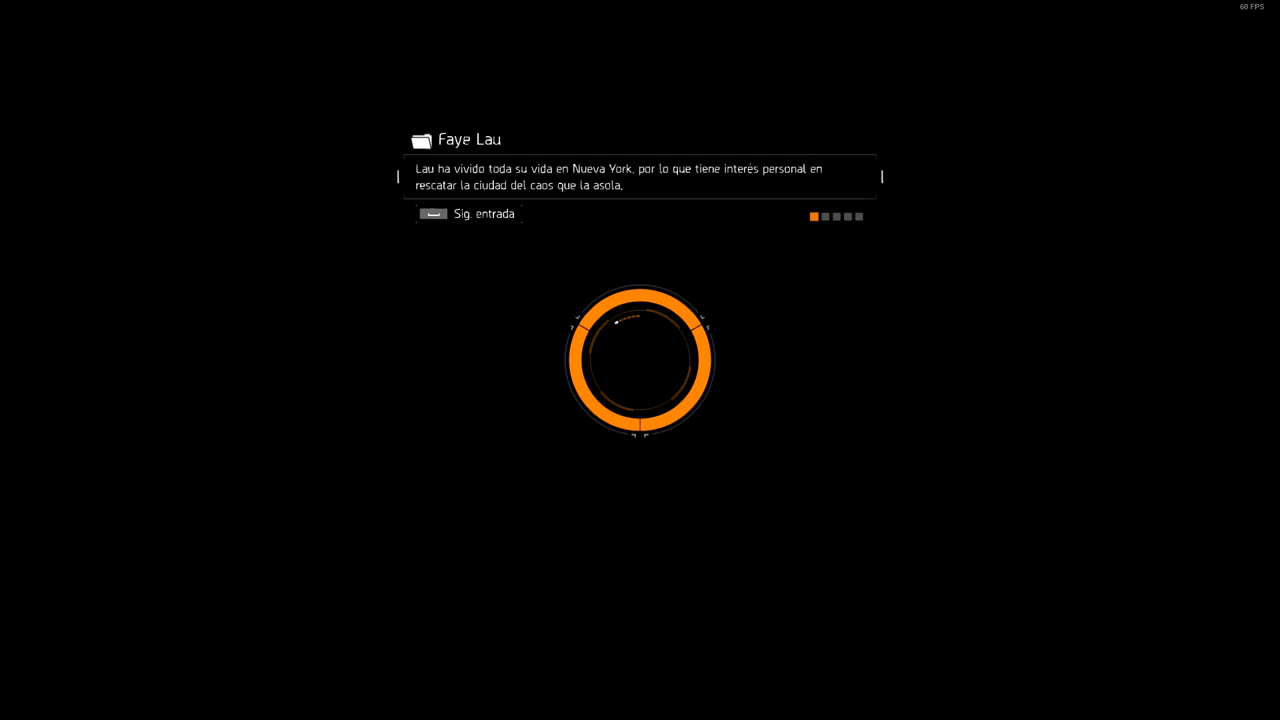 60 FPS
Faye Lau
Lau ha vivido toda su vida en Nueva York, por lo que tiene interés personal en
rescatar la ciudad del caos que la asola.
Sig. entrada